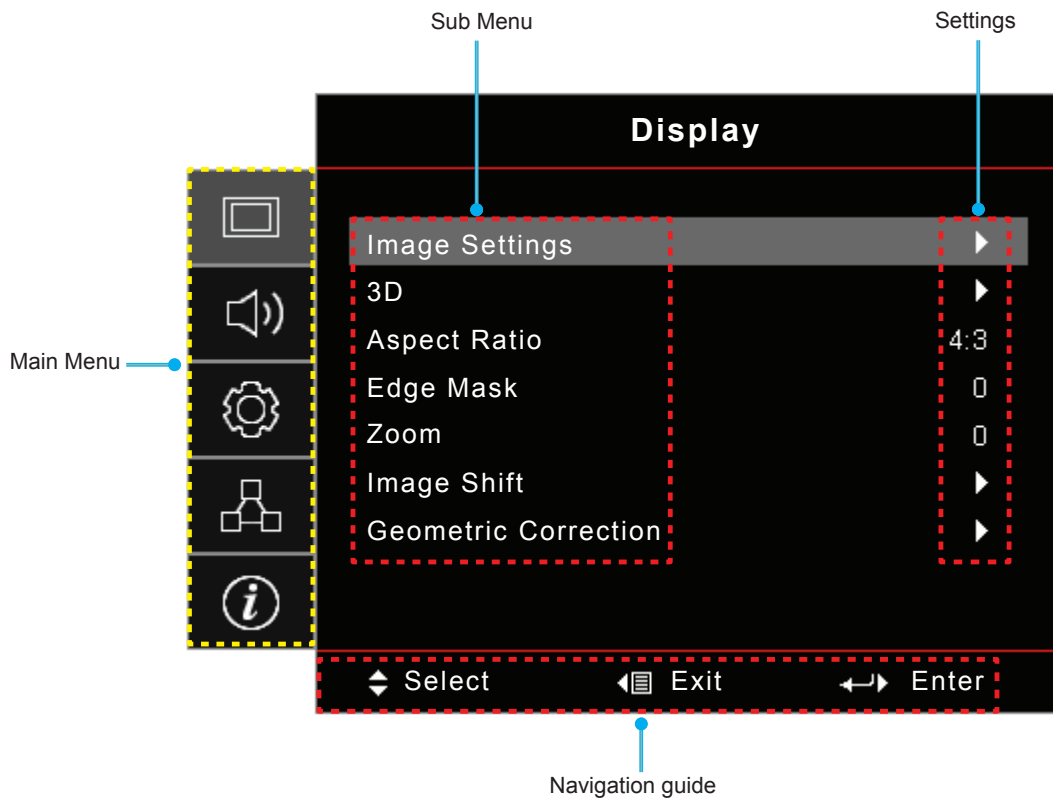 Sub Menu
Settings
Display
Image Settings
3D
Aspect Ratio 4:3
Edge Mask 0
Zoom 0
Image Shift
Geometric Correction
Main Menu
Select Exit Enter
Navigation guide